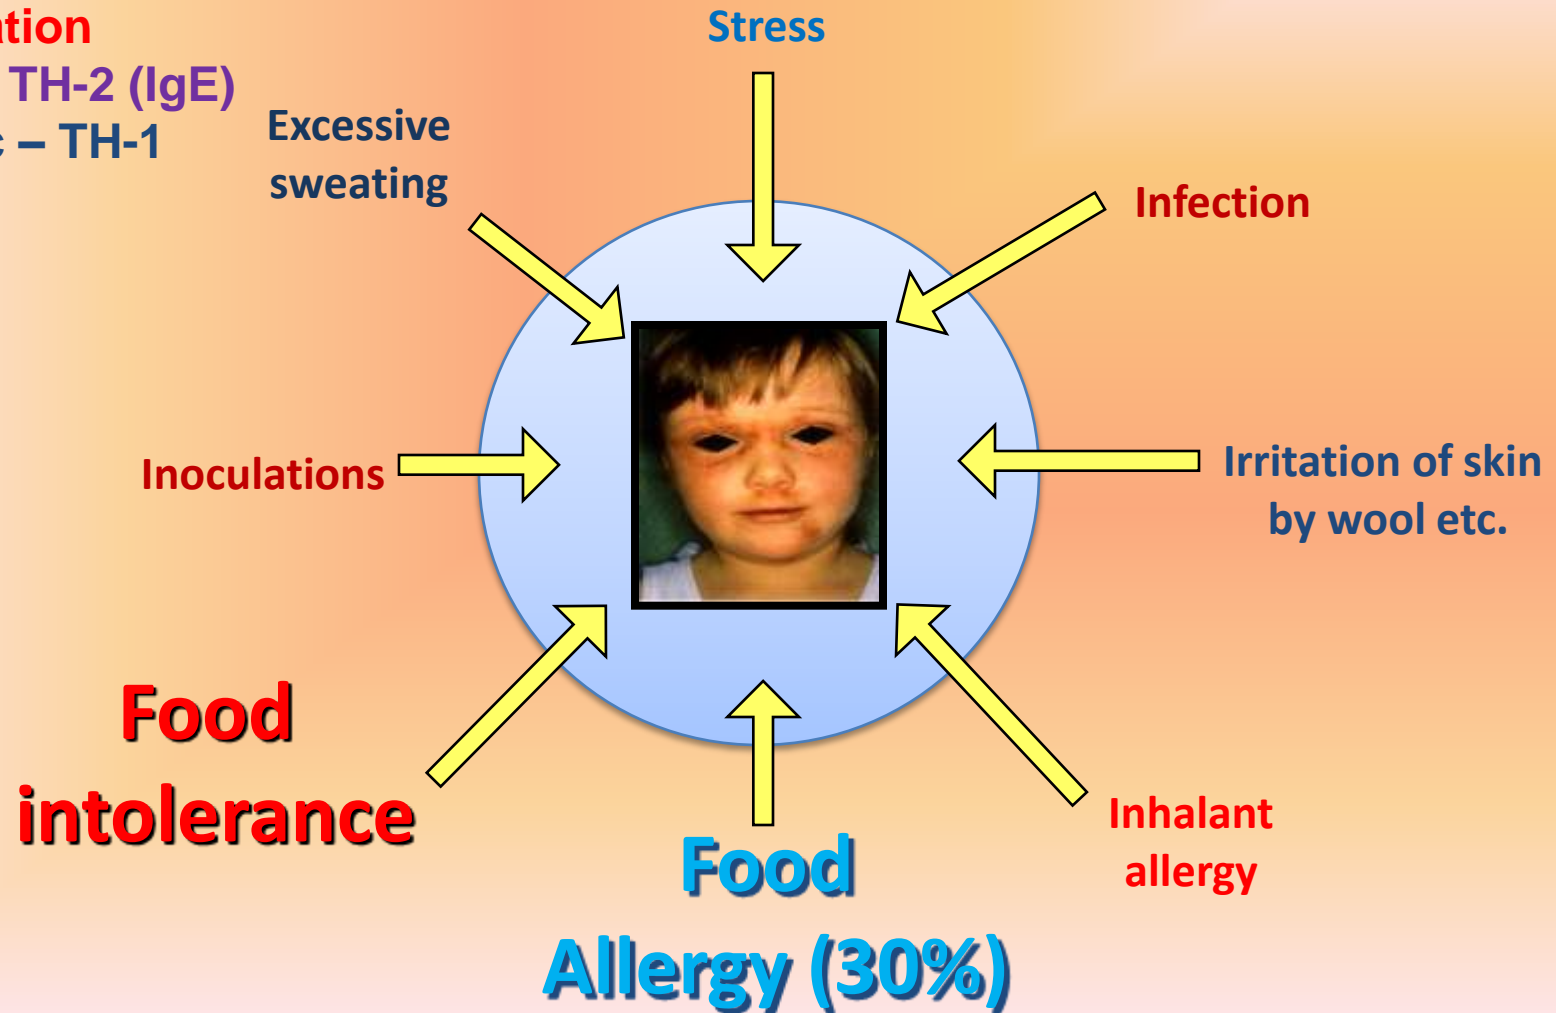 TH-2 (IgE)
– TH-1
Stress
Excessive
sweating
Infection
Inoculations
Irritation of skin
by wool etc.
Food
intolerance
Food
Allergy (30%)
Inhalant
allergy